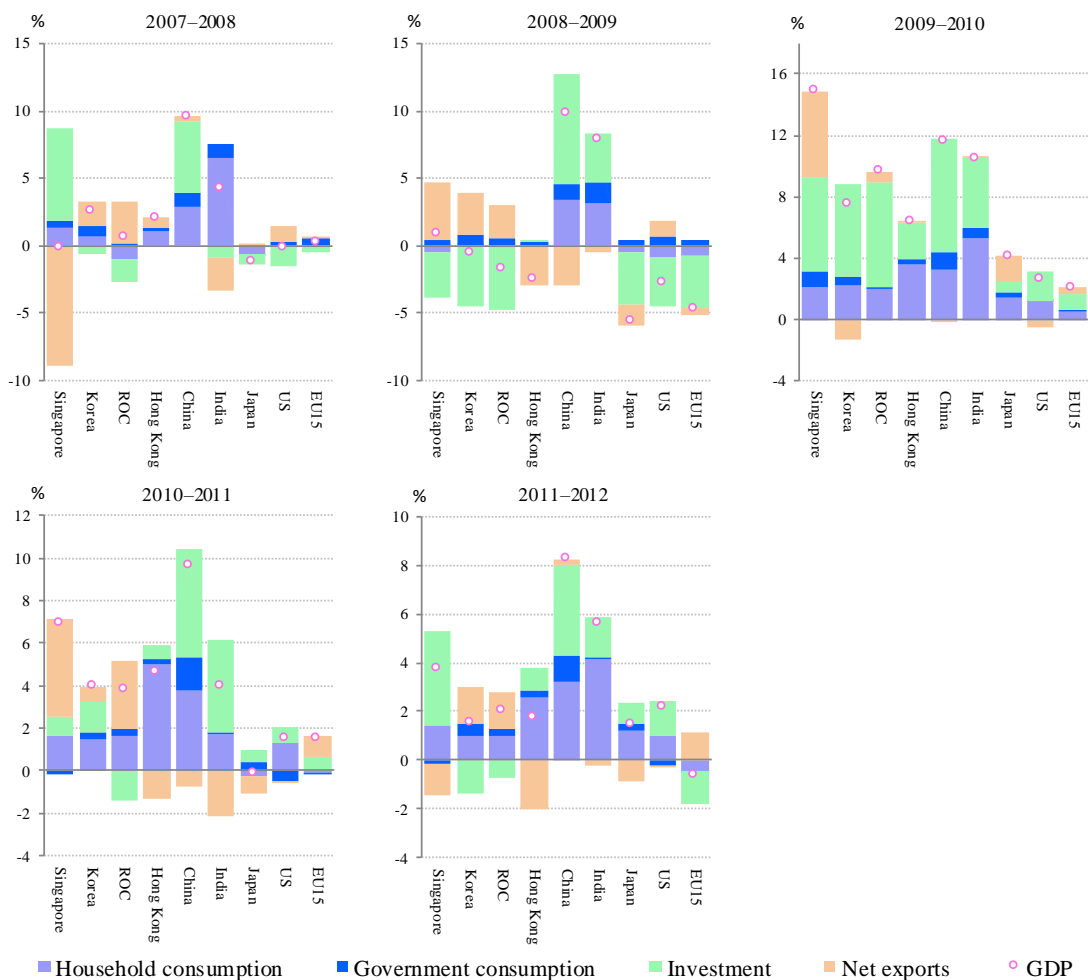 % 2007–2008
15
10
5
0
-5
-10
Singapore
Korea
ROC
Hong Kong
China
India
Japan
US
EU15
% 2008–2009
15
10
5
0
-5
-10
Singapore
Korea
ROC
Hong Kong
China
India
Japan
US
EU15
% 2009–2010
16
12
8
4
0
-4
Singapore
Korea
ROC
Hong Kong
China
India
Japan
US
EU15
% 2010–2011
12
10
8
6
4
2
0
-2
-4
Singapore
Korea
ROC
Hong Kong
China
India
Japan
US
EU15
% 2011–2012
10
8
6
4
2
0
-2
-4
Singapore
Korea
ROC
Hong Kong
China
India
Japan
US
EU15
Household consumption Government consumption Investment Net exports GDP